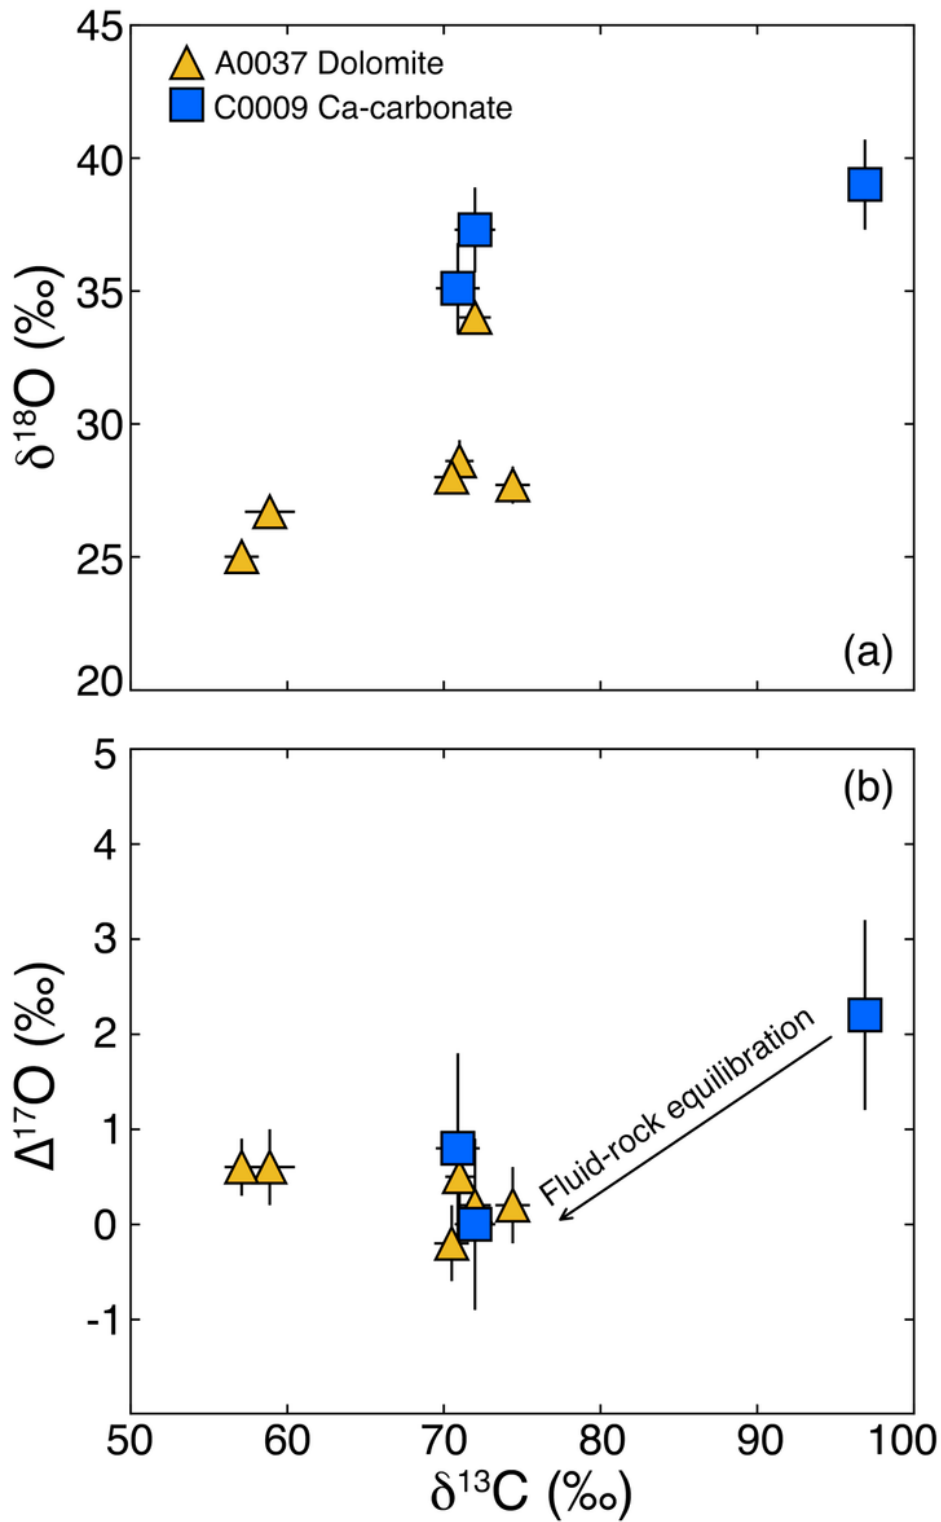 45
A0037 Dolomite
C0009 Ca-carbonate
40
35
δ¹⁸O (‰)
30
25
20
(a)
5
(b)
4
3
2
Δ¹⁷O (‰)
Fluid-rock equilibration
1
0
-1
50 60 70 80 90 100
δ¹³C (‰)